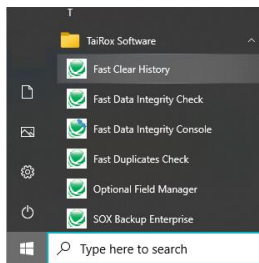 T
TaiRox Software
Fast Clear History
Fast Data Integrity Check
Fast Data Integrity Console
Fast Duplicates Check
Optional Field Manager
SOX Backup Enterprise
Type here to search